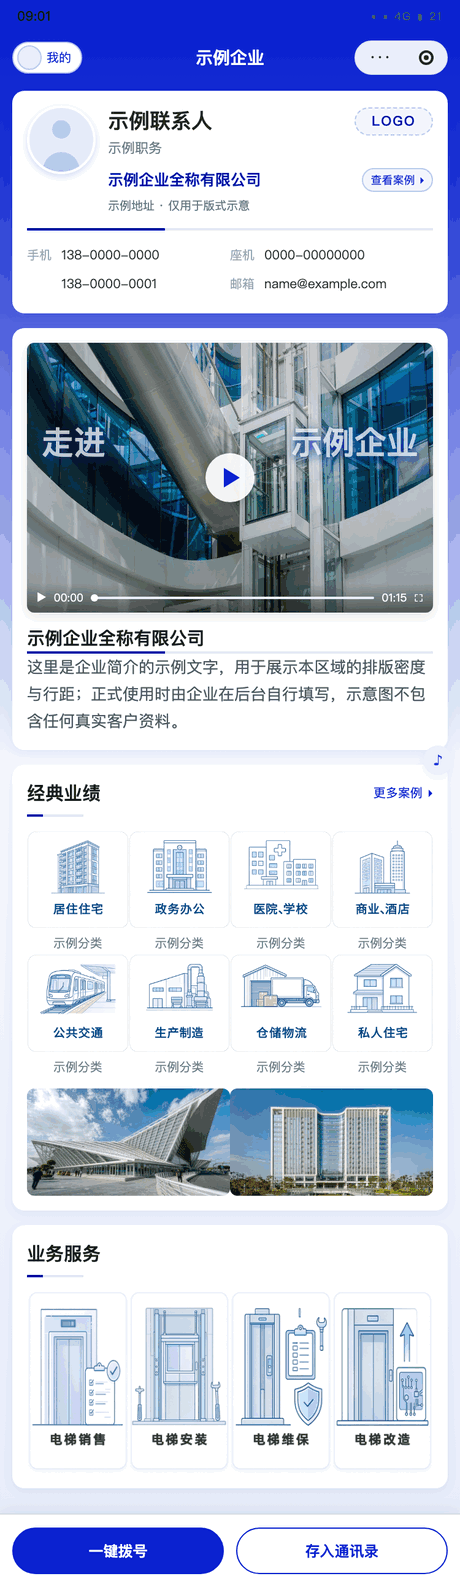 09:01 4G 21
我的 示例企业
示例联系人 LOGO
示例职务
示例企业全称有限公司 查看案例
示例地址 · 仅用于版式示意
手机 138-0000-0000 座机 0000-00000000
138-0000-0001 邮箱 name@example.com
走进 示例企业
00:00 01:15
示例企业全称有限公司
这里是企业简介的示例文字，用于展示本区域的排版密度
与行距；正式使用时由企业在后台自行填写，示意图不包
含任何真实客户资料。
经典业绩 更多案例
居住住宅 政务办公 医院、学校 商业、酒店
示例分类 示例分类 示例分类 示例分类
公共交通 生产制造 仓储物流 私人住宅
示例分类 示例分类 示例分类 示例分类
业务服务
电梯销售 电梯安装 电梯维保 电梯改造
一键拨号 存入通讯录